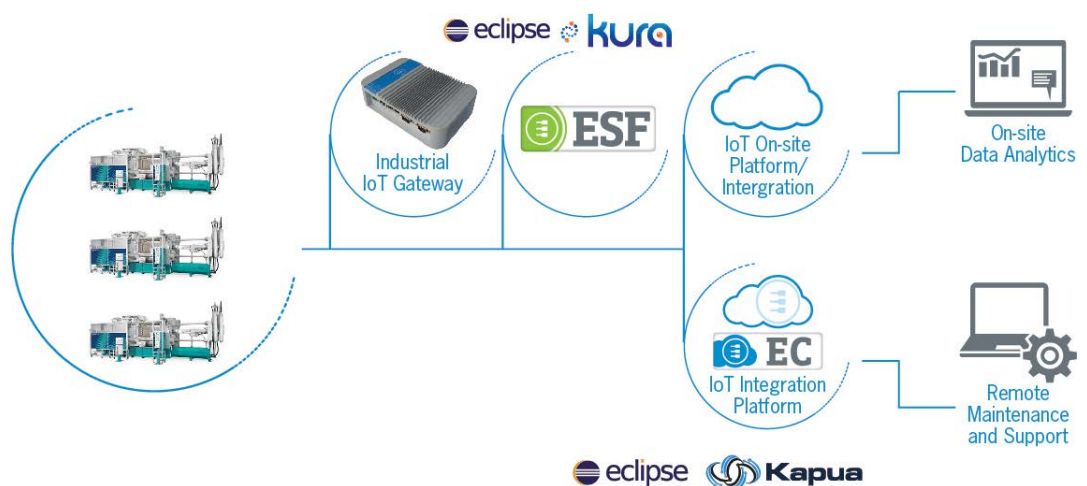 eclipse kura
Industrial
IoT Gateway
ESF
IoT On-site
Platform/
Intergration
On-site
Data Analytics
EC
IoT Integration
Platform
Remote
Maintenance
and Support
eclipse Kapua